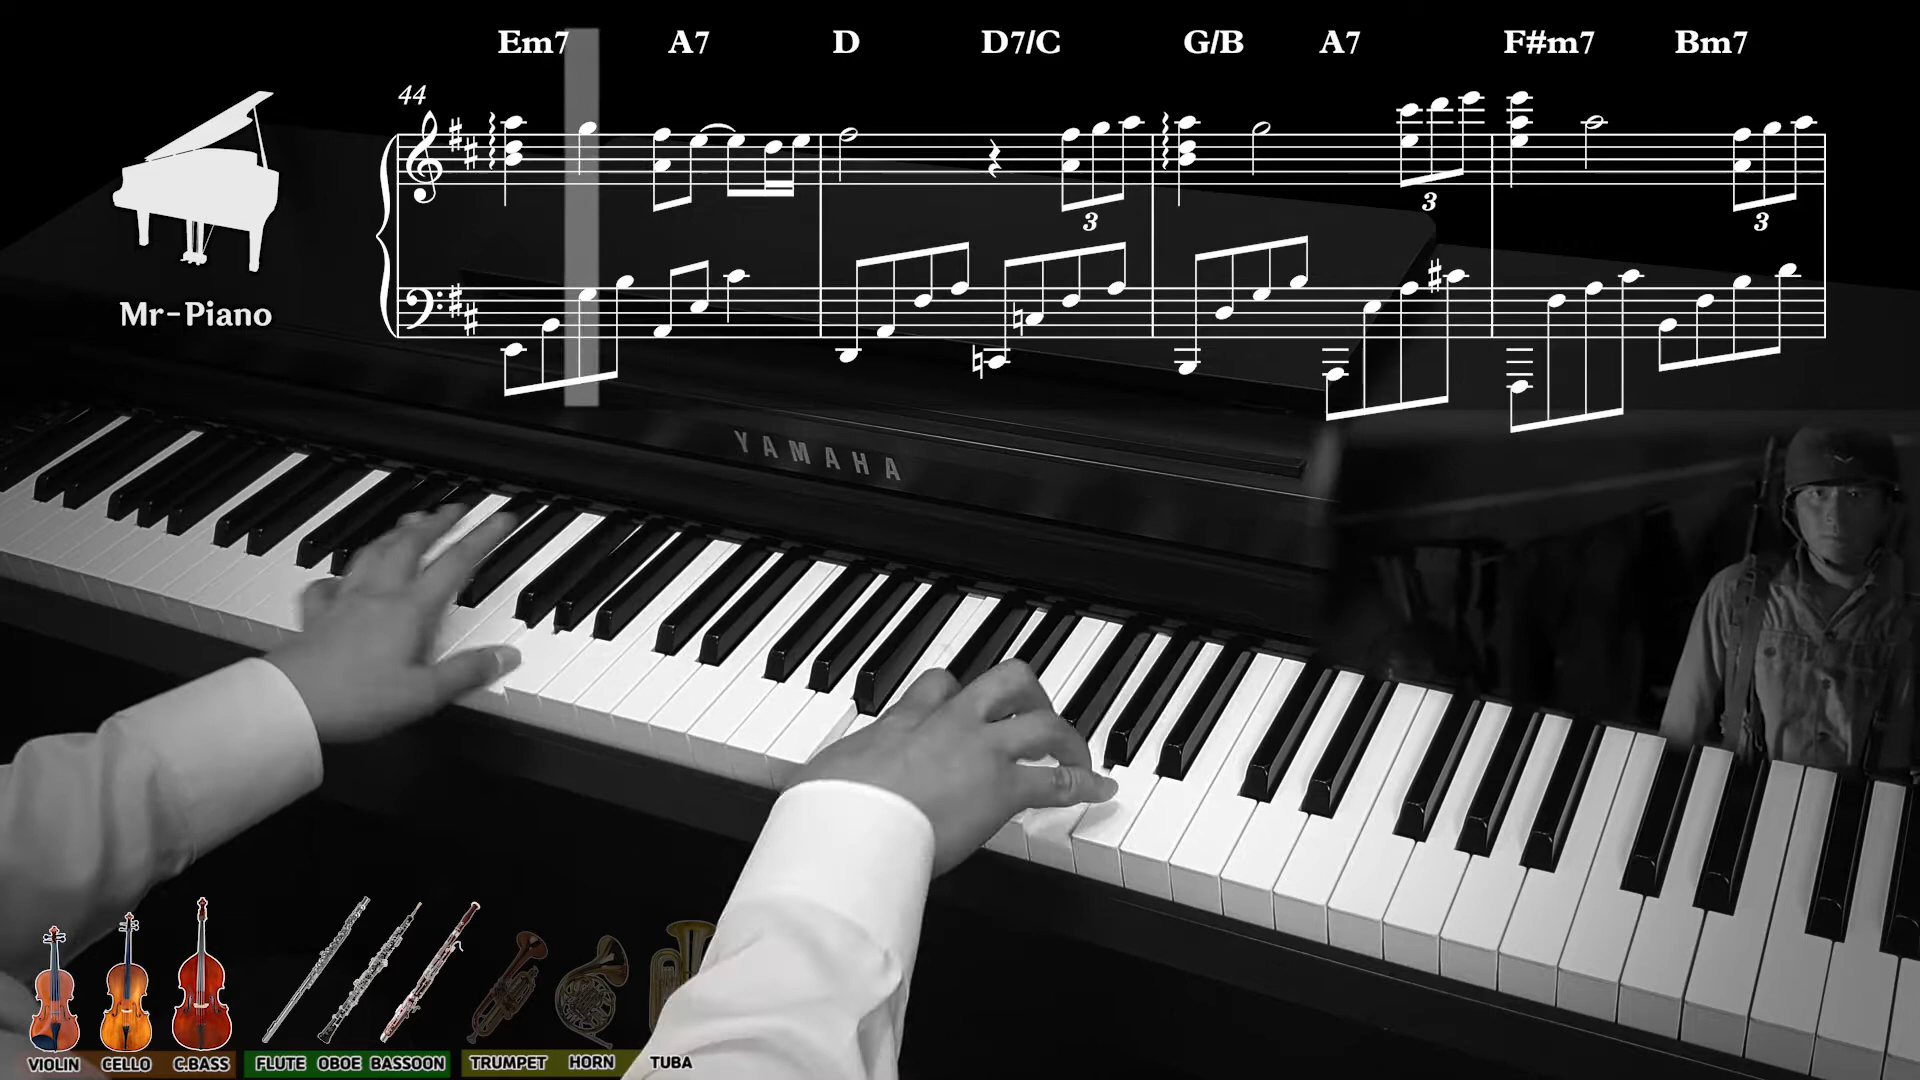 Em7 A7 D D7/C G/B A7 F#m7 Bm7
44
3 3 3
Mr-Piano
YAMAHA
VIOLIN CELLO C.BASS FLUTE OBOE BASSOON TRUMPET HORN TUBA